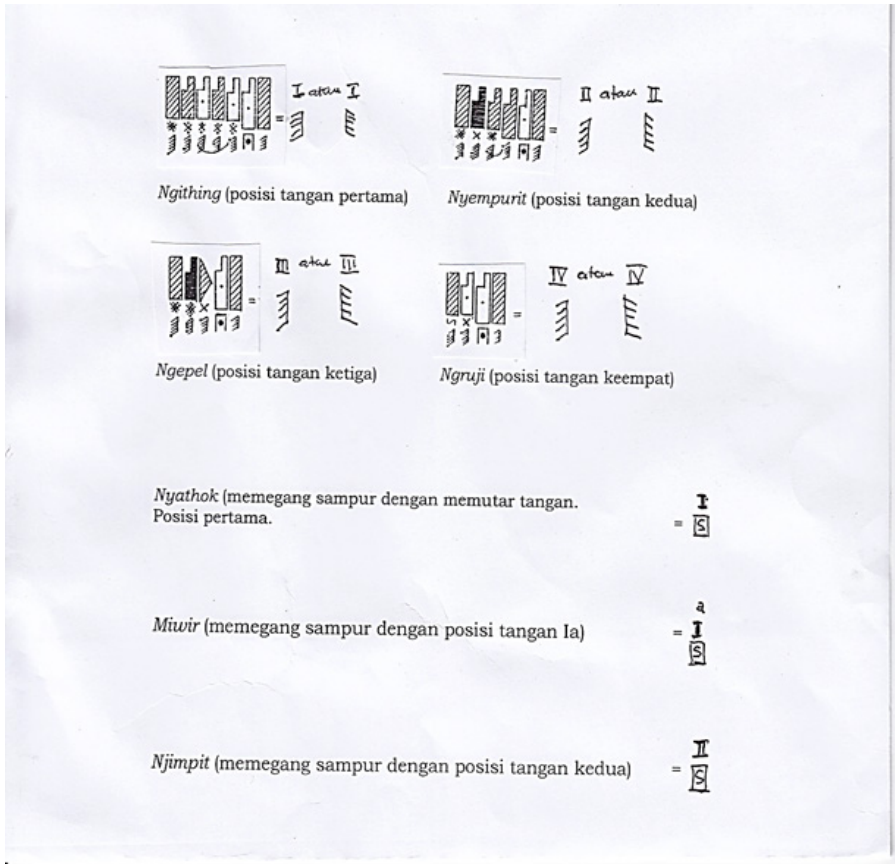 I atau I
=
II atau II
=
Ngithing (posisi tangan pertama)
Nyempurit (posisi tangan kedua)
III atau III
=
IV atau IV
=
Ngepel (posisi tangan ketiga)
Ngruji (posisi tangan keempat)
Nyathok (memegang sampur dengan memutar tangan.
Posisi pertama.
I
= S
Miwir (memegang sampur dengan posisi tangan Ia)
a
= I
S
Njimpit (memegang sampur dengan posisi tangan kedua)
II
= S